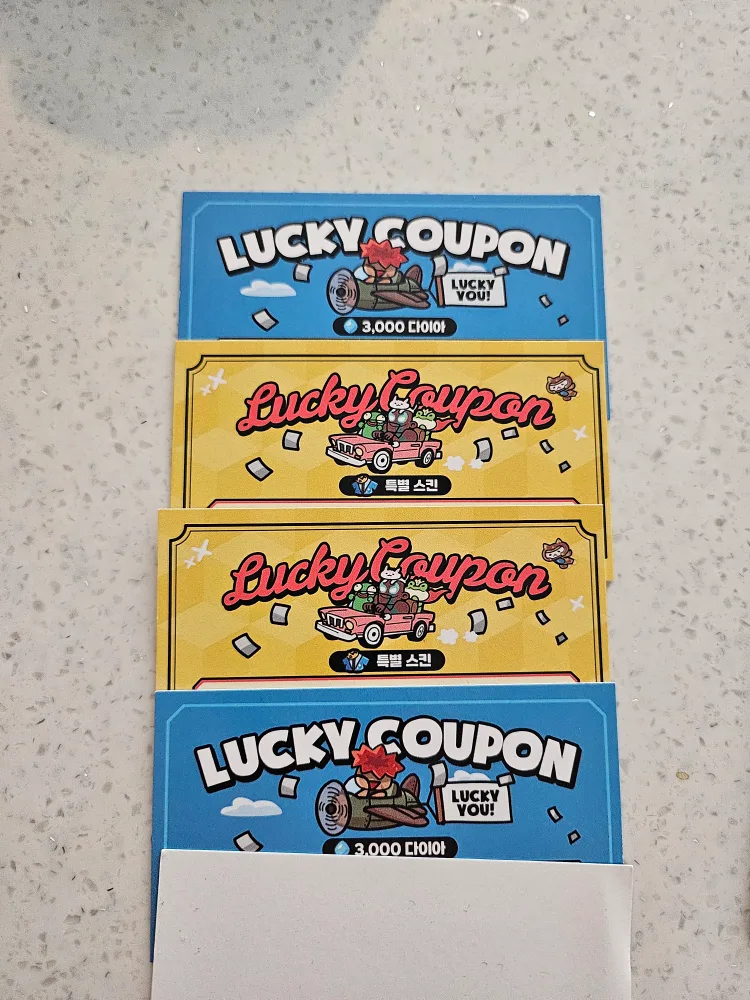 LUCKY COUPON
LUCKY
YOU!
3,000 다이아
Lucky Coupon
특별 스킨
Lucky Coupon
특별 스킨
LUCKY COUPON
LUCKY
YOU!
3,000 다이아